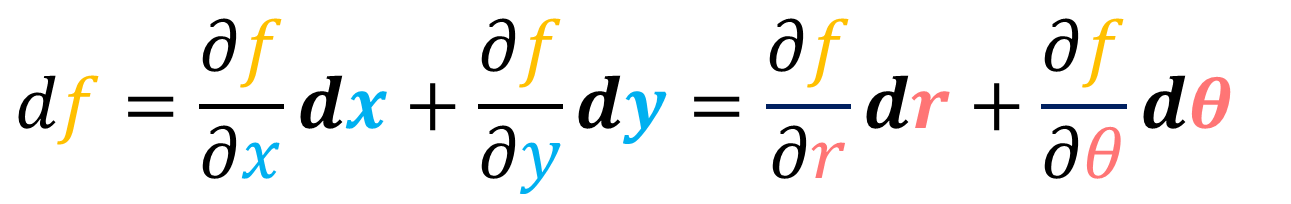 df = ∂f/∂x dx + ∂f/∂y dy = ∂f/∂r dr + ∂f/∂θ dθ